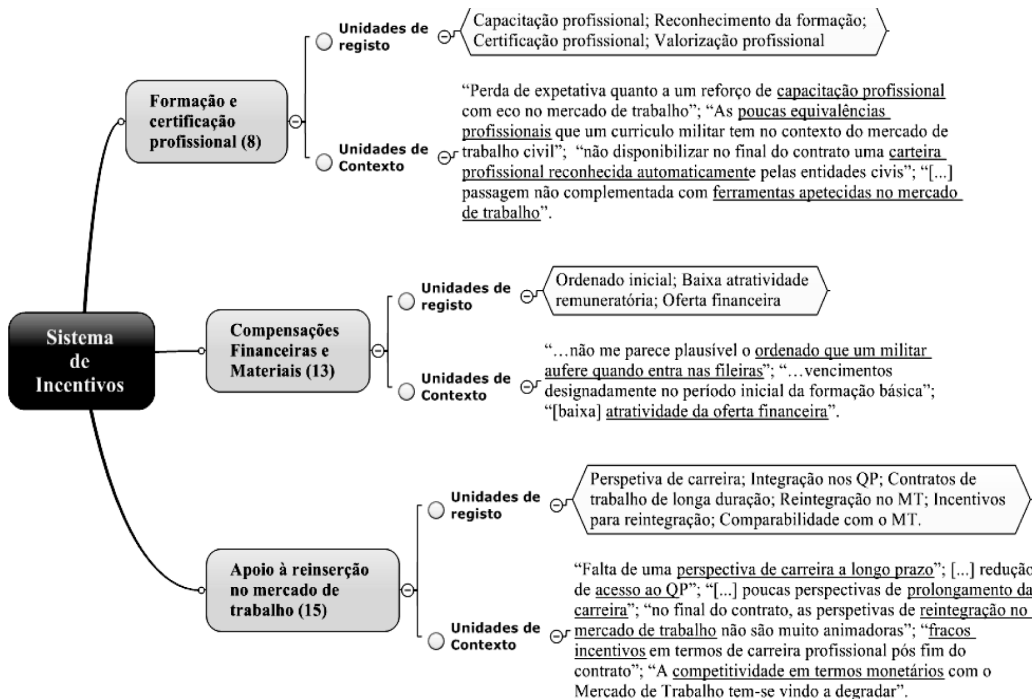 Sistema
de
Incentivos
Formação e
certificação
profissional (8)
Unidades de
registo
Capacitação profissional; Reconhecimento da formação;
Certificação profissional; Valorização profissional
Unidades de
Contexto
“Perda de expetativa quanto a um reforço de capacitação profissional
com eco no mercado de trabalho”; “As poucas equivalências
profissionais que um curriculo militar tem no contexto do mercado de
trabalho civil”; “não disponibilizar no final do contrato uma carteira
profissional reconhecida automaticamente pelas entidades civis”; “[...]
passagem não complementada com ferramentas apetecidas no mercado
de trabalho”.
Compensações
Financeiras e
Materiais (13)
Unidades de
registo
Ordenado inicial; Baixa atratividade
remuneratória; Oferta financeira
Unidades de
Contexto
“…não me parece plausível o ordenado que um militar
aufere quando entra nas fileiras”; “…vencimentos
designadamente no período inicial da formação básica”;
“[baixa] atratividade da oferta financeira”.
Apoio à reinserção
no mercado de
trabalho (15)
Unidades de
registo
Perspetiva de carreira; Integração nos QP; Contratos de
trabalho de longa duração; Reintegração no MT; Incentivos
para reintegração; Comparabilidade com o MT.
Unidades de
Contexto
“Falta de uma perspectiva de carreira a longo prazo”; [...] redução
de acesso ao QP”; “[...] poucas perspectivas de prolongamento da
carreira”; “no final do contrato, as perspetivas de reintegração no
mercado de trabalho não são muito animadoras”; “fracos
incentivos em termos de carreira profissional pós fim do
contrato”; “A competitividade em termos monetários com o
Mercado de Trabalho tem-se vindo a degradar”.